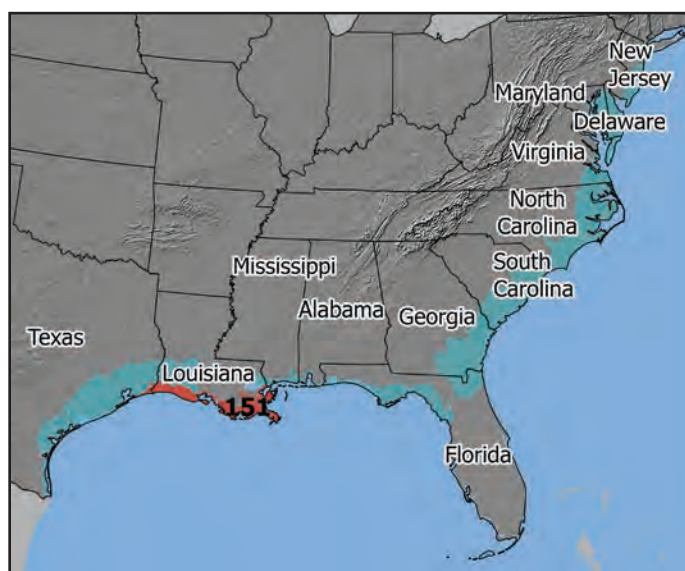 New
Jersey
Maryland
Delaware
Virginia
North
Carolina
South
Carolina
Mississippi
Alabama
Georgia
Texas
Louisiana
151
Florida